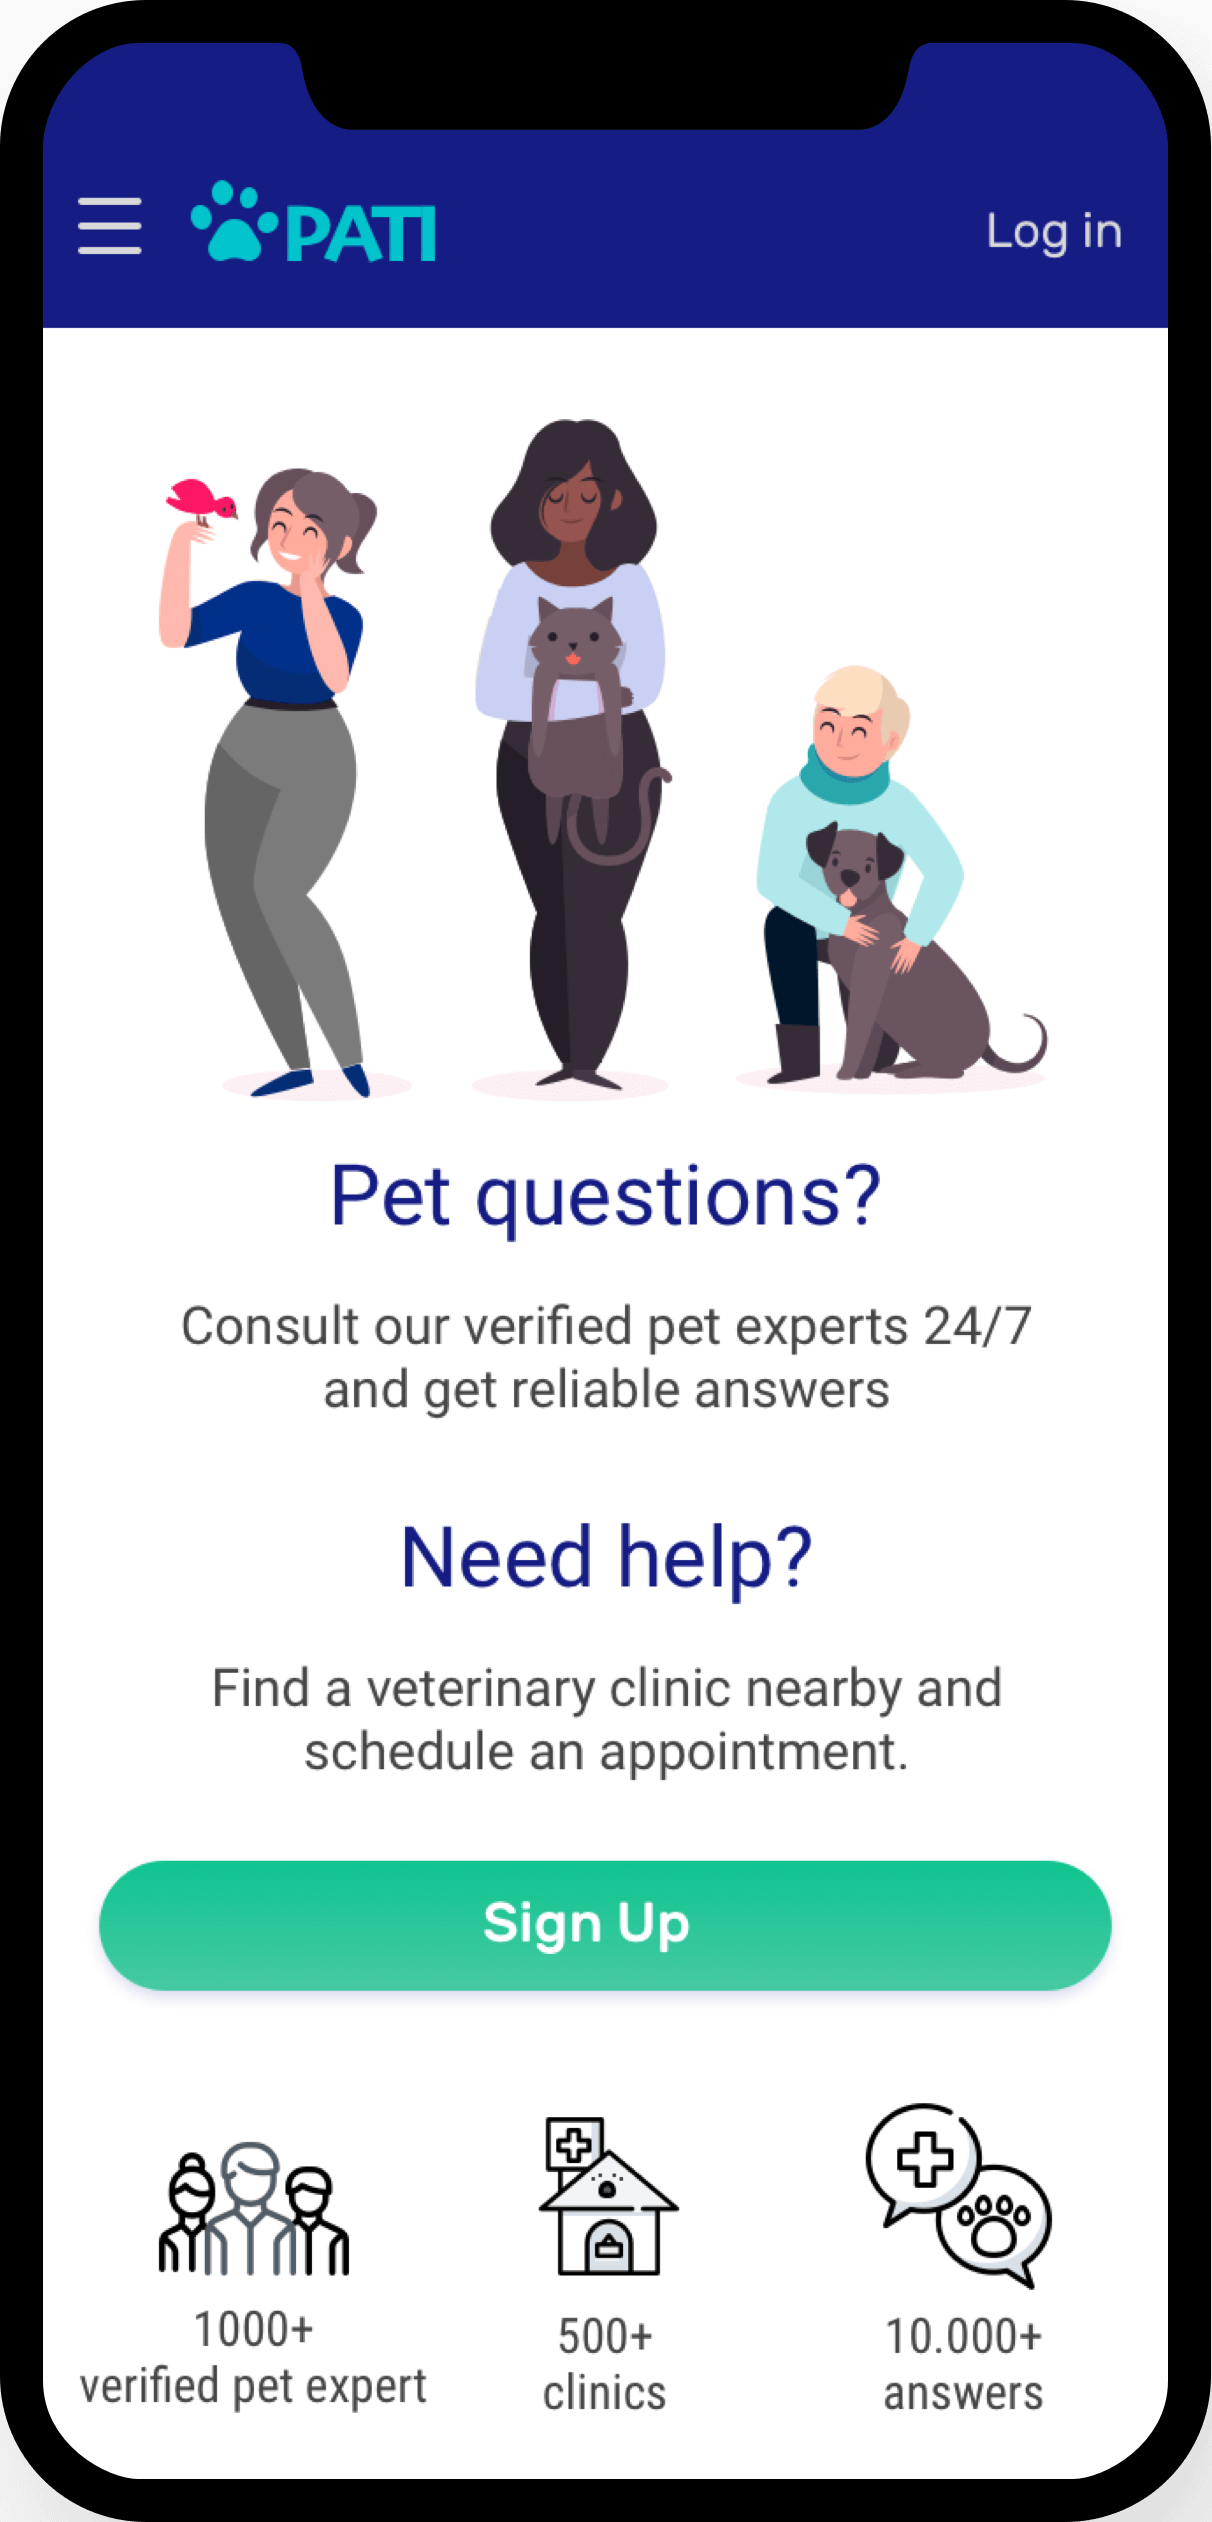 PATI
Log in
Pet questions?
Consult our verified pet experts 24/7
and get reliable answers
Need help?
Find a veterinary clinic nearby and
schedule an appointment.
Sign Up
1000+
verified pet expert
500+
clinics
10.000+
answers